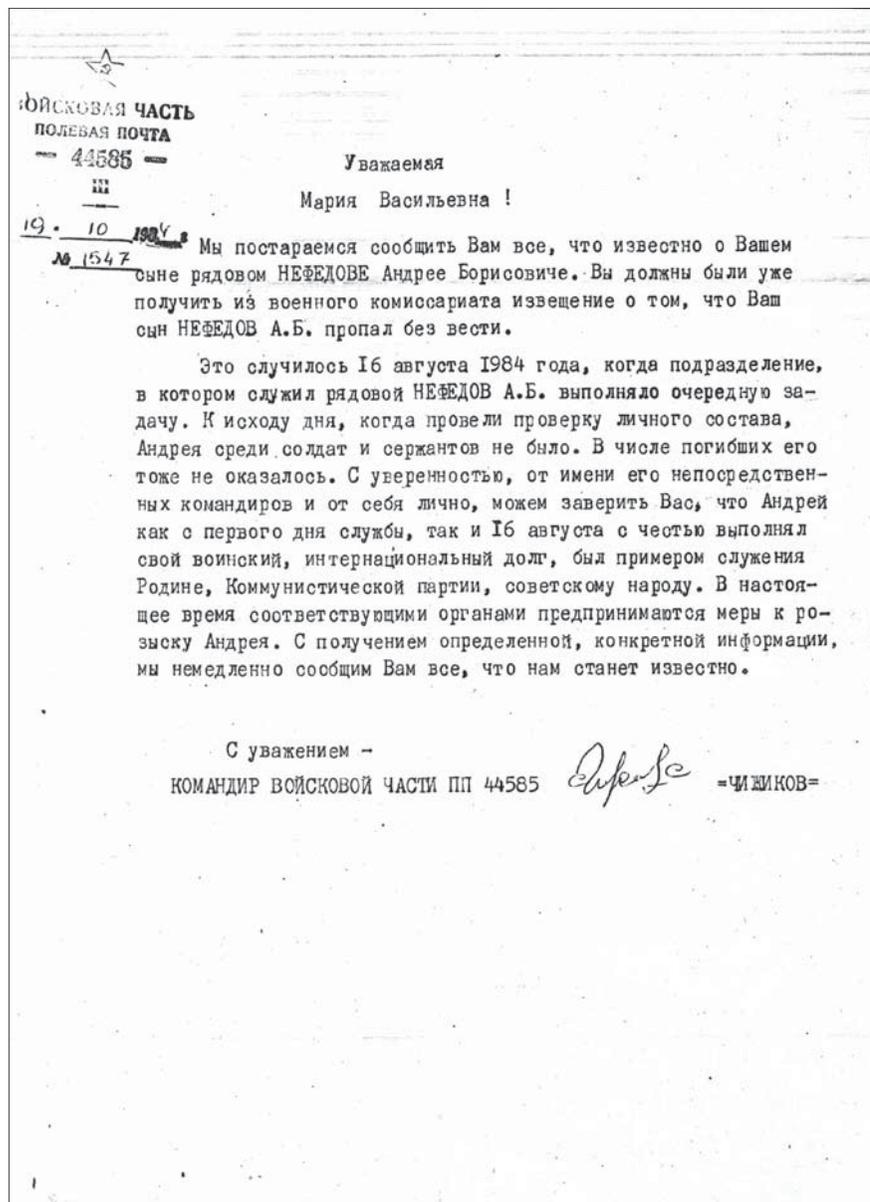 ВОЙСКОВАЯ ЧАСТЬ
ПОЛЕВАЯ ПОЧТА
— 44585 —
III
19. 10 1984 г
№ 1547
Уважаемая
Мария Васильевна !
Мы постараемся сообщить Вам все, что известно о Вашем
сыне рядовом НЕФЕДОВЕ Андрее Борисовиче. Вы должны были уже
получить из военного комиссариата извещение о том, что Ваш
сын НЕФЕДОВ А.Б. пропал без вести.
Это случилось I6 августа I984 года, когда подразделение,
в котором служил рядовой НЕФЕДОВ А.Б. выполняло очередную за-
дачу. К исходу дня, когда провели проверку личного состава,
Андрея среди солдат и сержантов не было. В числе погибших его
тоже не оказалось. С уверенностью, от имени его непосредствен-
ных командиров и от себя лично, можем заверить Вас, что Андрей
как с первого дня службы, так и I6 августа с честью выполнял
свой воинский, интернациональный долг, был примером служения
Родине, Коммунистической партии, советскому народу. В настоя-
щее время соответствующими органами предпринимаются меры к ро-
зыску Андрея. С получением определенной, конкретной информации,
мы немедленно сообщим Вам все, что нам станет известно.
С уважением –
КОМАНДИР ВОЙСКОВОЙ ЧАСТИ ПП 44585 =ЧИЖИКОВ=